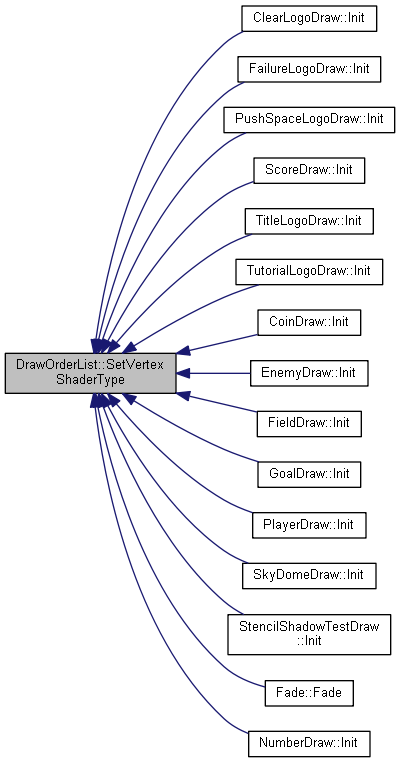 ClearLogoDraw::Init
FailureLogoDraw::Init
PushSpaceLogoDraw::Init
ScoreDraw::Init
TitleLogoDraw::Init
TutorialLogoDraw::Init
CoinDraw::Init
DrawOrderList::SetVertex
ShaderType
EnemyDraw::Init
FieldDraw::Init
GoalDraw::Init
PlayerDraw::Init
SkyDomeDraw::Init
StencilShadowTestDraw
::Init
Fade::Fade
NumberDraw::Init